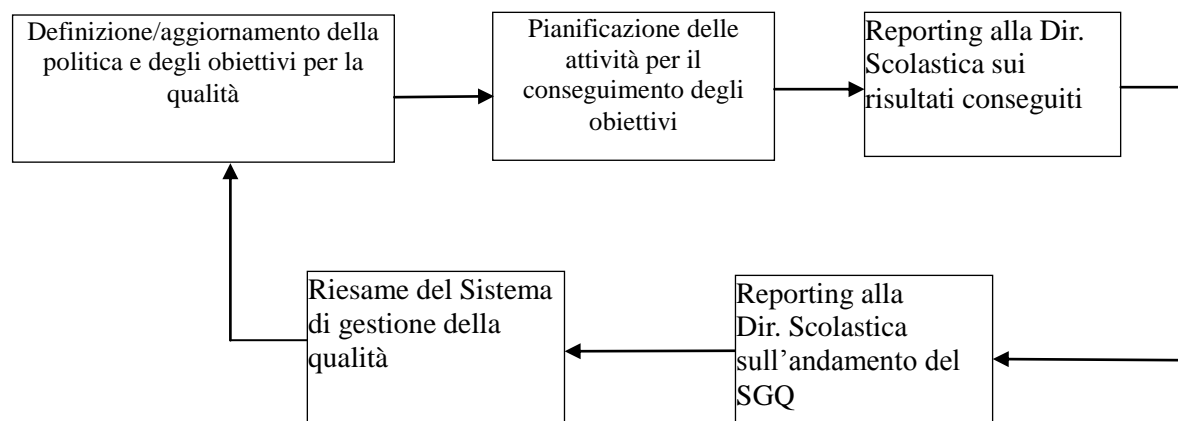 Definizione/aggiornamento della
politica e degli obiettivi per la
qualità
Pianificazione delle
attività per il
conseguimento degli
obiettivi
Reporting alla Dir.
Scolastica sui
risultati conseguiti
Reporting alla
Dir. Scolastica
sull’andamento del
SGQ
Riesame del Sistema
di gestione della
qualità